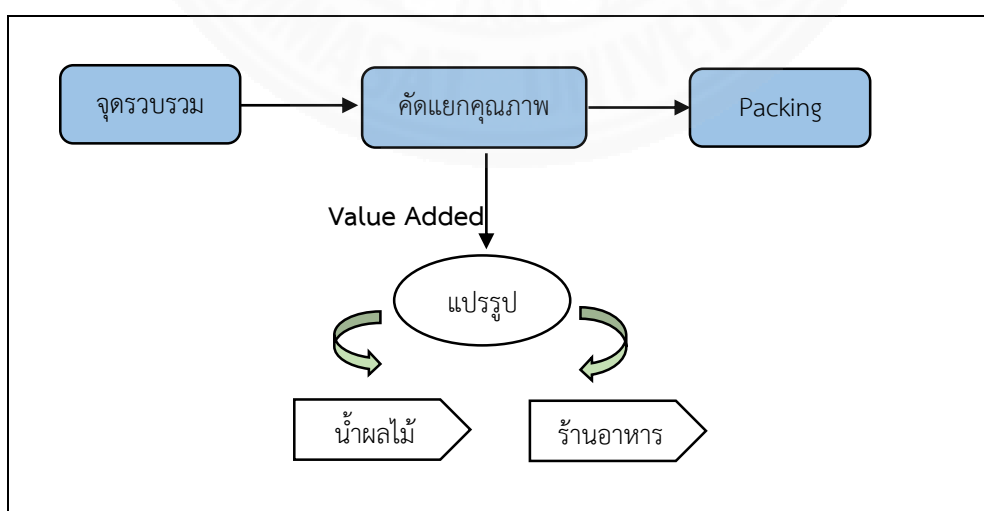 จุดรวบรวม
คัดแยกคุณภาพ
Packing
Value Added
แปรรูป
น้ำผลไม้
ร้านอาหาร